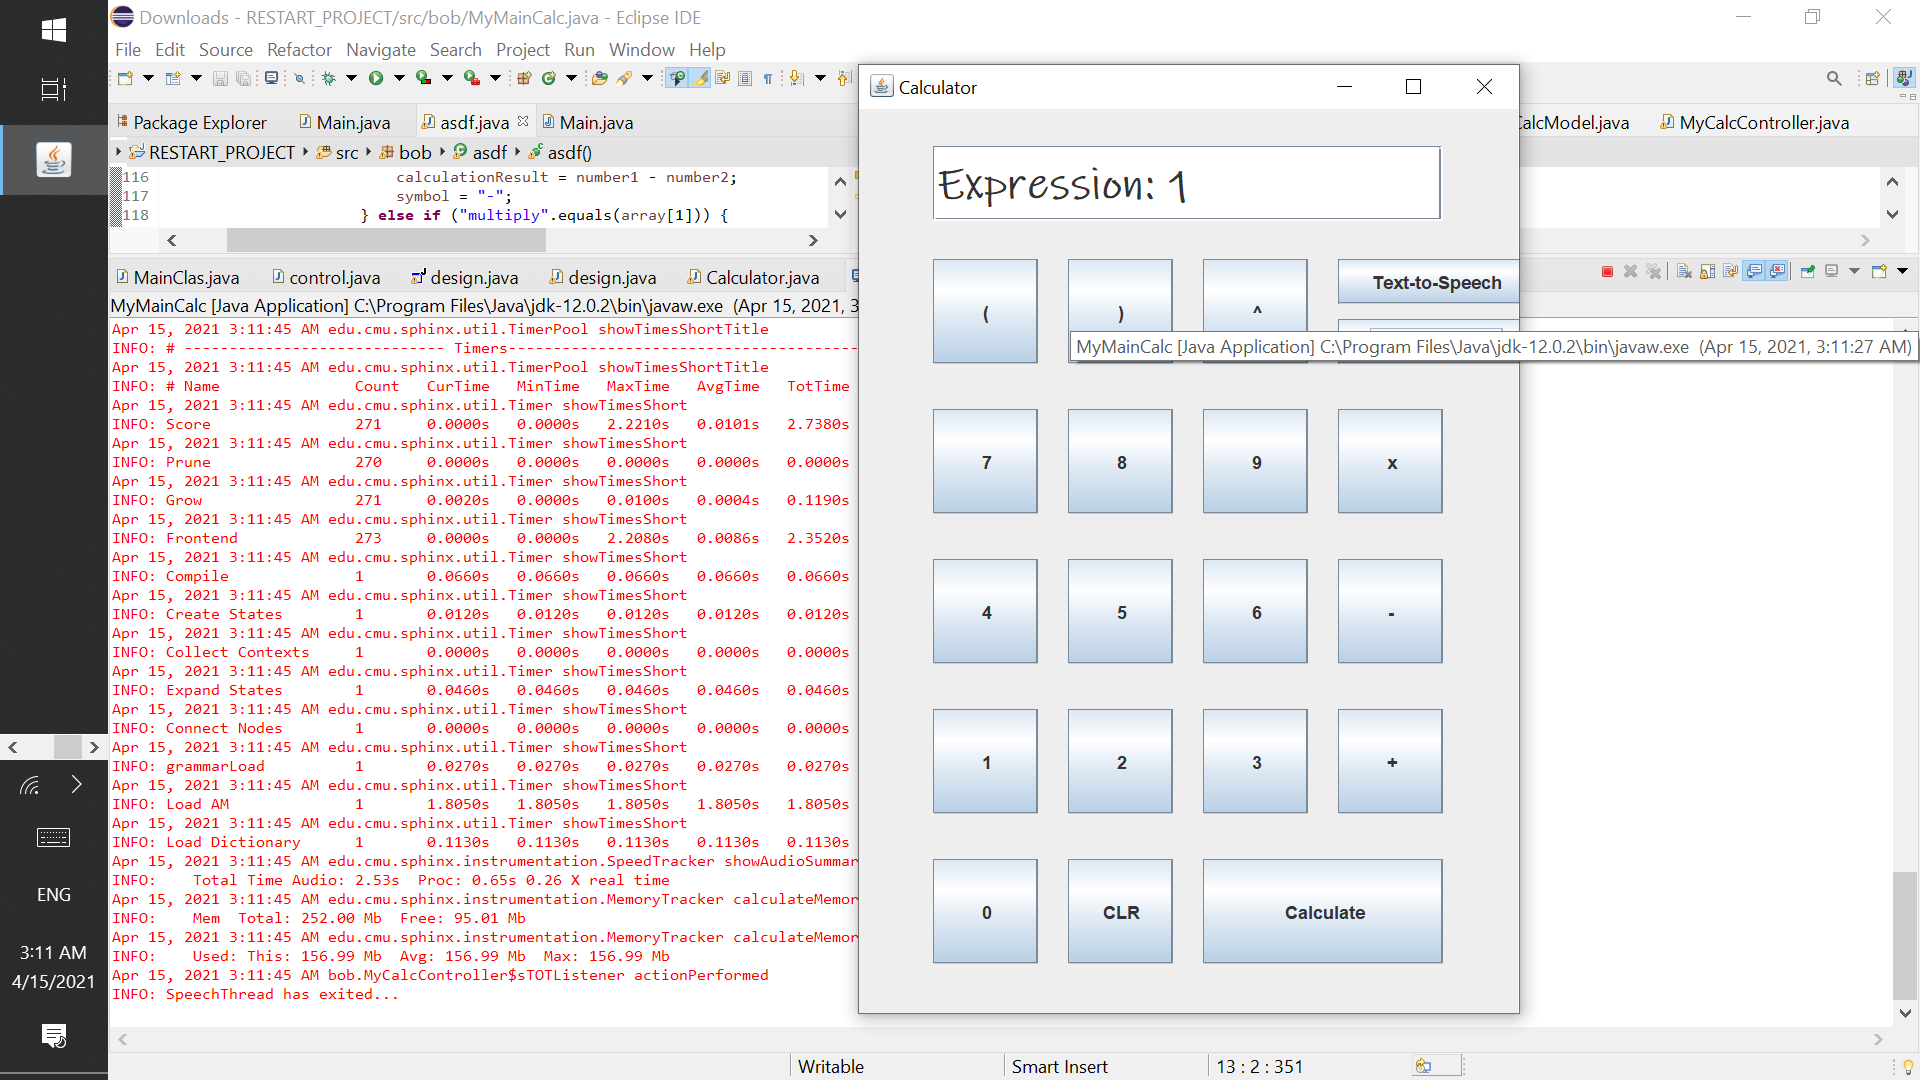 Downloads - RESTART_PROJECT/src/bob/MyMainCalc.java - Eclipse IDE
File Edit Source Refactor Navigate Search Project Run Window Help
Package Explorer Main.java asdf.java Main.java
CalcModel.java MyCalcController.java
RESTART_PROJECT src bob asdf asdf()
116 calculationResult = number1 - number2;
117 symbol = "-";
118 } else if ("multiply".equals(array[1])) {
MainClas.java control.java design.java design.java Calculator.java
MyMainCalc [Java Application] C:\Program Files\Java\jdk-12.0.2\bin\javaw.exe (Apr 15, 2021, 3
Apr 15, 2021 3:11:45 AM edu.cmu.sphinx.util.TimerPool showTimesShortTitle
INFO: # ----------------------------- Timers---------------------------------------
Apr 15, 2021 3:11:45 AM edu.cmu.sphinx.util.TimerPool showTimesShortTitle
INFO: # Name Count CurTime MinTime MaxTime AvgTime TotTime
Apr 15, 2021 3:11:45 AM edu.cmu.sphinx.util.Timer showTimesShort
INFO: Score 271 0.0000s 0.0000s 2.2210s 0.0101s 2.7380s
Apr 15, 2021 3:11:45 AM edu.cmu.sphinx.util.Timer showTimesShort
INFO: Prune 270 0.0000s 0.0000s 0.0000s 0.0000s 0.0000s
Apr 15, 2021 3:11:45 AM edu.cmu.sphinx.util.Timer showTimesShort
INFO: Grow 271 0.0020s 0.0000s 0.0100s 0.0004s 0.1190s
Apr 15, 2021 3:11:45 AM edu.cmu.sphinx.util.Timer showTimesShort
INFO: Frontend 273 0.0000s 0.0000s 2.2080s 0.0086s 2.3520s
Apr 15, 2021 3:11:45 AM edu.cmu.sphinx.util.Timer showTimesShort
INFO: Compile 1 0.0660s 0.0660s 0.0660s 0.0660s 0.0660s
Apr 15, 2021 3:11:45 AM edu.cmu.sphinx.util.Timer showTimesShort
INFO: Create States 1 0.0120s 0.0120s 0.0120s 0.0120s 0.0120s
Apr 15, 2021 3:11:45 AM edu.cmu.sphinx.util.Timer showTimesShort
INFO: Collect Contexts 1 0.0000s 0.0000s 0.0000s 0.0000s 0.0000s
Apr 15, 2021 3:11:45 AM edu.cmu.sphinx.util.Timer showTimesShort
INFO: Expand States 1 0.0460s 0.0460s 0.0460s 0.0460s 0.0460s
Apr 15, 2021 3:11:45 AM edu.cmu.sphinx.util.Timer showTimesShort
INFO: Connect Nodes 1 0.0000s 0.0000s 0.0000s 0.0000s 0.0000s
Apr 15, 2021 3:11:45 AM edu.cmu.sphinx.util.Timer showTimesShort
INFO: grammarLoad 1 0.0270s 0.0270s 0.0270s 0.0270s 0.0270s
Apr 15, 2021 3:11:45 AM edu.cmu.sphinx.util.Timer showTimesShort
INFO: Load AM 1 1.8050s 1.8050s 1.8050s 1.8050s 1.8050s
Apr 15, 2021 3:11:45 AM edu.cmu.sphinx.util.Timer showTimesShort
INFO: Load Dictionary 1 0.1130s 0.1130s 0.1130s 0.1130s 0.1130s
Apr 15, 2021 3:11:45 AM edu.cmu.sphinx.instrumentation.SpeedTracker showAudioSummar
INFO: Total Time Audio: 2.53s Proc: 0.65s 0.26 X real time
Apr 15, 2021 3:11:45 AM edu.cmu.sphinx.instrumentation.MemoryTracker calculateMemor
INFO: Mem Total: 252.00 Mb Free: 95.01 Mb
Apr 15, 2021 3:11:45 AM edu.cmu.sphinx.instrumentation.MemoryTracker calculateMemor
INFO: Used: This: 156.99 Mb Avg: 156.99 Mb Max: 156.99 Mb
Apr 15, 2021 3:11:45 AM bob.MyCalcController$sTOTListener actionPerformed
INFO: SpeechThread has exited...
Calculator
Expression: 1
( ) ^ Text-to-Speech
MyMainCalc [Java Application] C:\Program Files\Java\jdk-12.0.2\bin\javaw.exe (Apr 15, 2021, 3:11:27 AM)
7 8 9 x
4 5 6 -
1 2 3 +
0 CLR Calculate
Writable Smart Insert 13 : 2 : 351
ENG
3:11 AM
4/15/2021